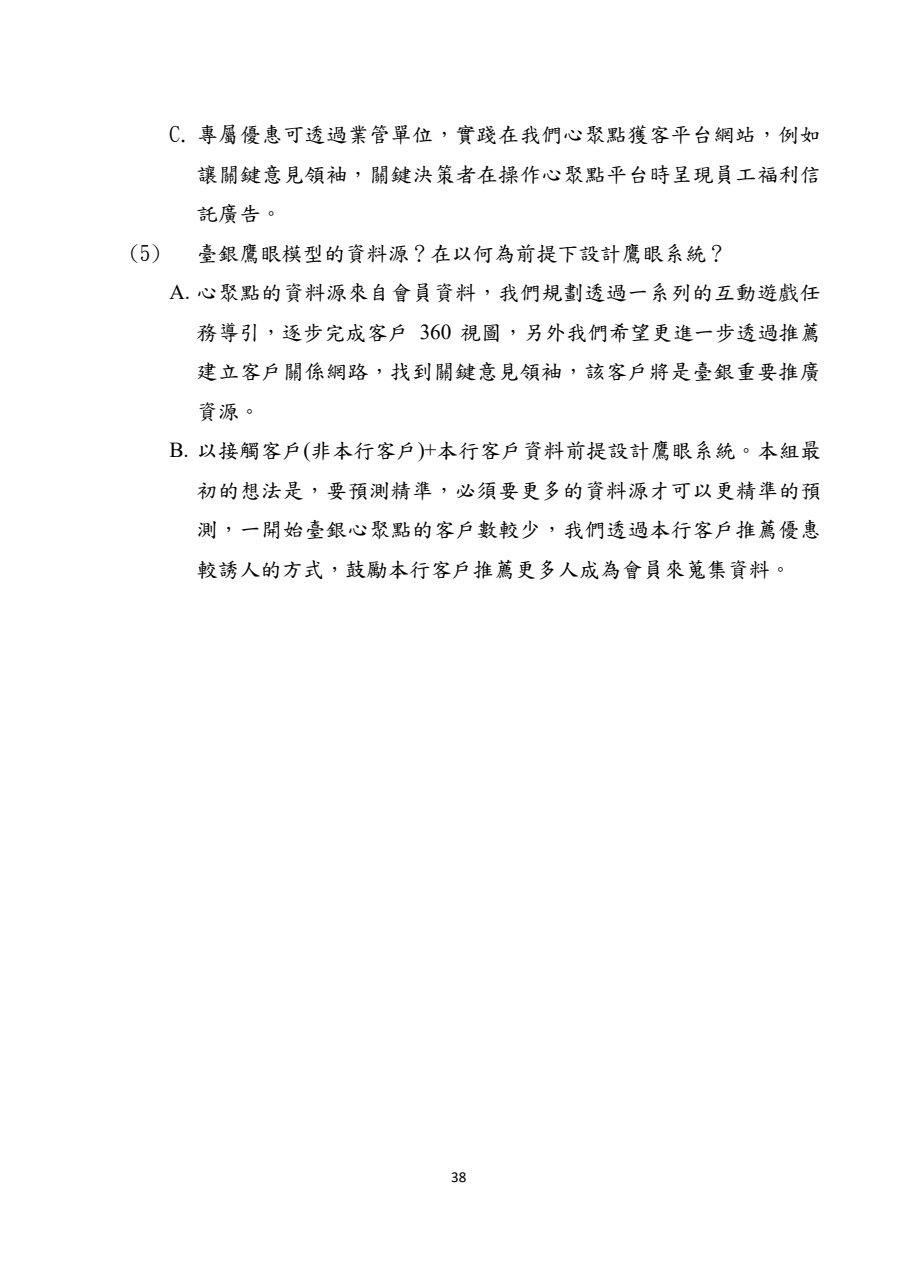 C. 專屬優惠可透過業管單位，實踐在我們心聚點獲客平台網站，例如
讓關鍵意見領袖，關鍵決策者在操作心聚點平台時呈現員工福利信
託廣告。
(5) 臺銀鷹眼模型的資料源？在以何為前提下設計鷹眼系統？
A. 心聚點的資料源來自會員資料，我們規劃透過一系列的互動遊戲任
務導引，逐步完成客戶 360 視圖，另外我們希望更進一步透過推薦
建立客戶關係網路，找到關鍵意見領袖，該客戶將是臺銀重要推廣
資源。
B. 以接觸客戶(非本行客戶)+本行客戶資料前提設計鷹眼系統。本組最
初的想法是，要預測精準，必須要更多的資料源才可以更精準的預
測，一開始臺銀心聚點的客戶數較少，我們透過本行客戶推薦優惠
較誘人的方式，鼓勵本行客戶推薦更多人成為會員來蒐集資料。
38